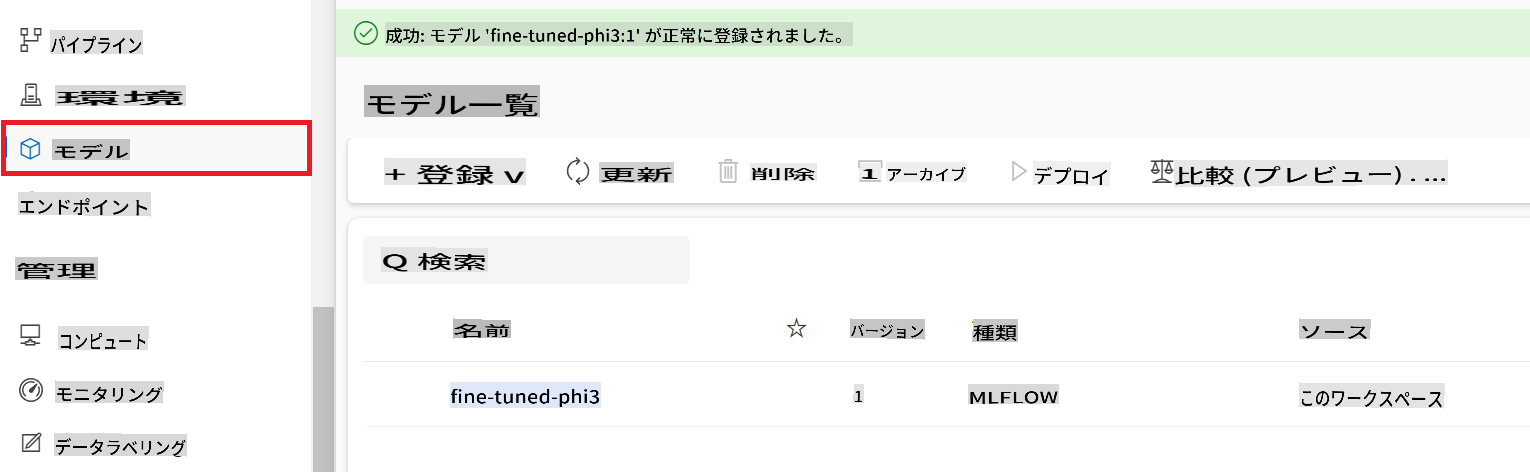 パイプライン
環境
モデル
エンドポイント
管理
コンピュート
モニタリング
データラベリング
成功: モデル 'fine-tuned-phi3:1' が正常に登録されました。
モデル一覧
+ 登録 v 更新 削除 1 アーカイブ デプロイ 比較 (プレビュー) . ...
Q 検索
名前 バージョン 種類 ソース
fine-tuned-phi3 1 MLFLOW このワークスペース